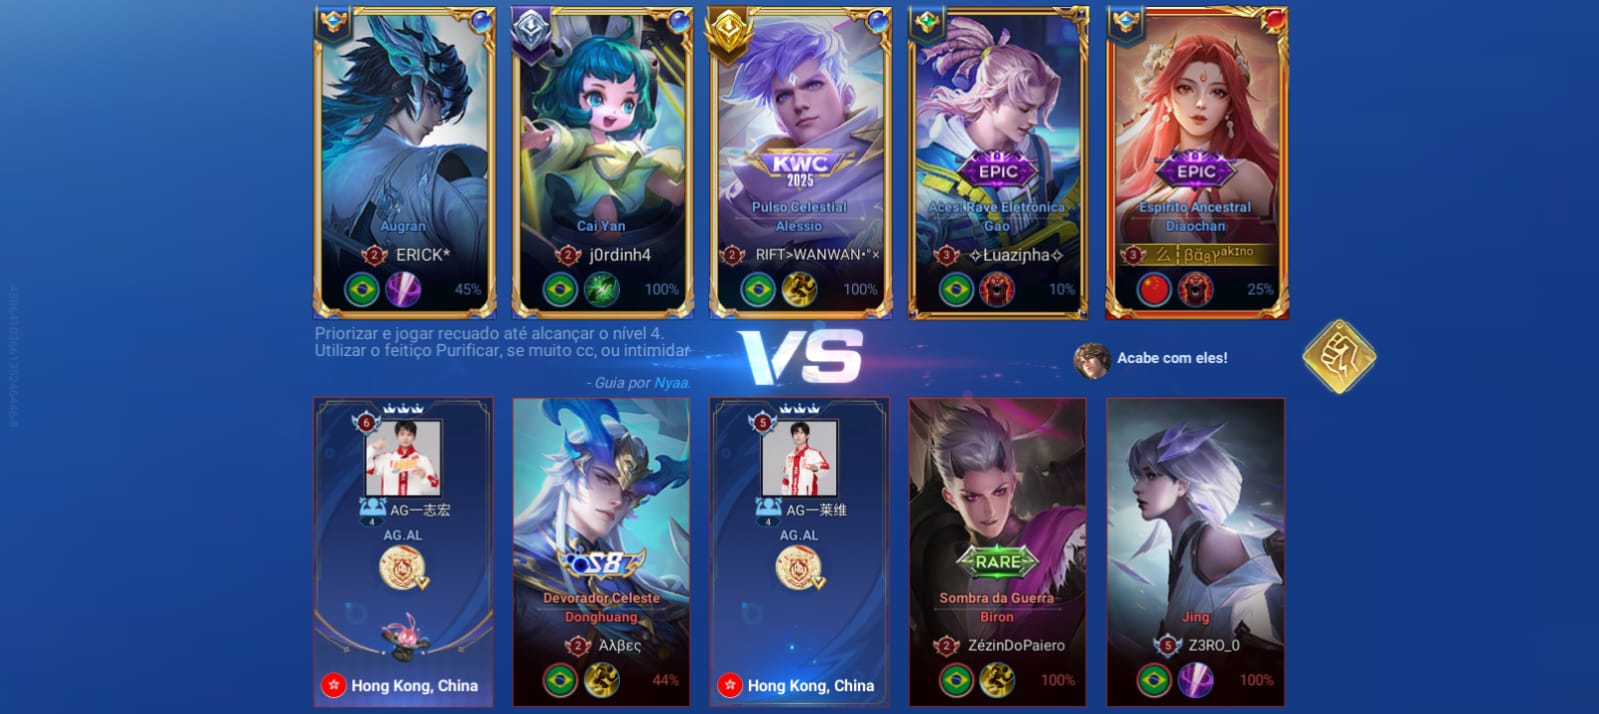 KWC
2025
EPIC
EPIC
Pulso Celestial
Aces: Rave Eletrônica
Espírito Ancestral
Augran
Cai Yan
Alessio
Gao
Diaochan
2 ERICK*
2 j0rdinh4
2 RIFT>WANWAN•°×
3 ✧Łuaziɲha✧
3
45%
100%
100%
10%
25%
Priorizar e jogar recuado até alcançar o nível 4.
Utilizar o feitiço Purificar, se muito cc, ou intimidar
- Guia por Nyaa.
VS
Acabe com eles!
6
5
AG一志宏
4
AG一莱维
4
AG.AL
AG.AL
S8
RARE
Devorador Celeste
Donghuang
Sombra da Guerra
Biron
Jing
2 Άλβες
2 ZézinDoPaiero
5 Z3RO_0
Hong Kong, China
44%
Hong Kong, China
100%
100%